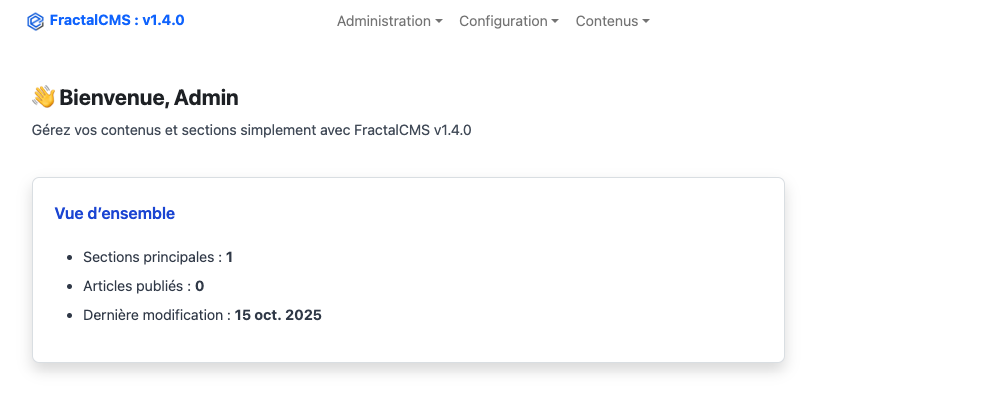 FractalCMS : v1.4.0
Administration
Configuration
Contenus
👋 Bienvenue, Admin
Gérez vos contenus et sections simplement avec FractalCMS v1.4.0
Vue d’ensemble
• Sections principales : 1
• Articles publiés : 0
• Dernière modification : 15 oct. 2025